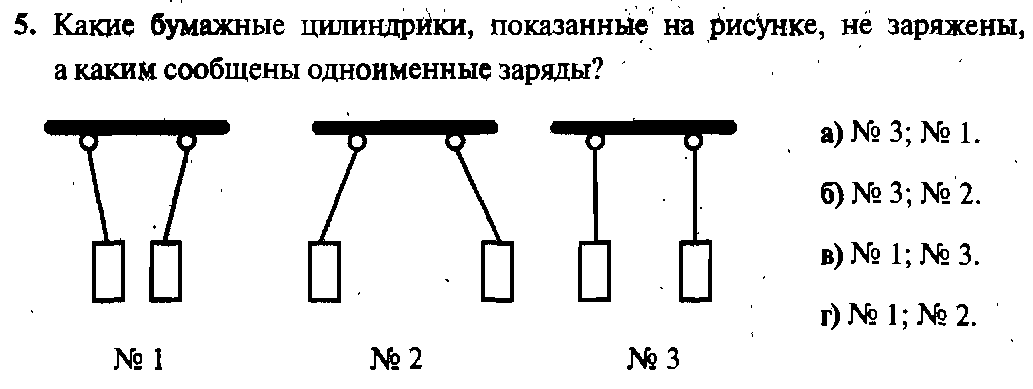 5. Какие бумажные цилиндрики, показанные на рисунке, не заряжены,
а каким сообщены одноименные заряды?
а) № 3; № 1.
б) № 3; № 2.
в) № 1; № 3.
г) № 1; № 2.
№ 1
№ 2
№ 3